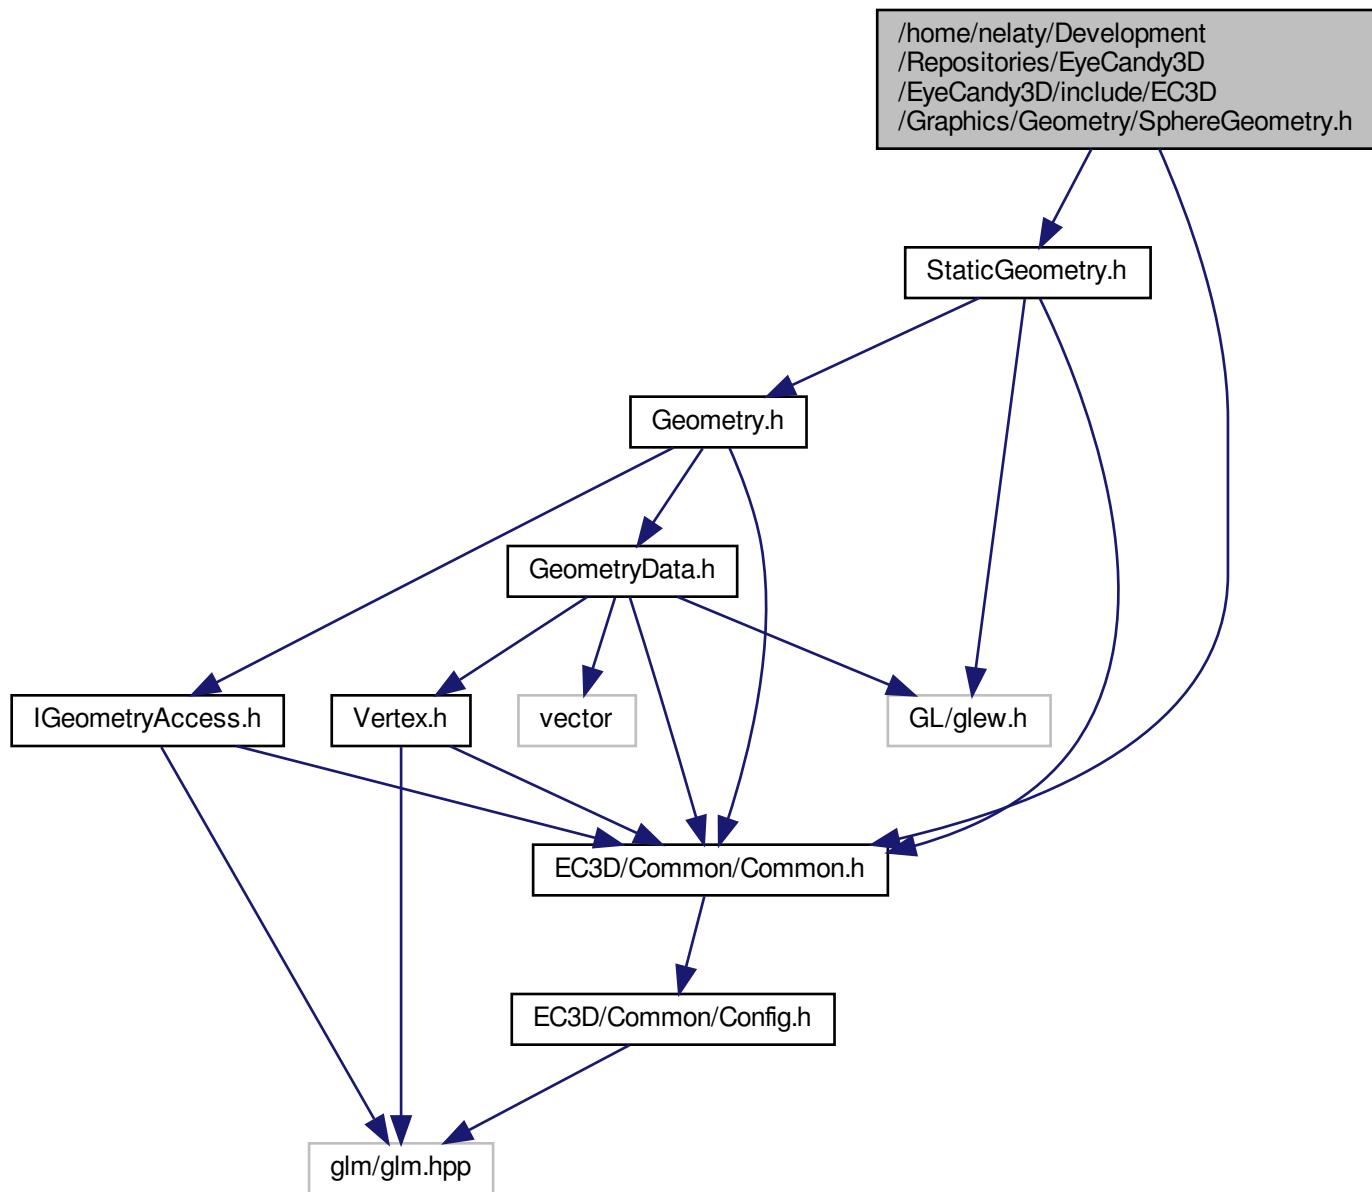 /home/nelaty/Development
/Repositories/EyeCandy3D
/EyeCandy3D/include/EC3D
/Graphics/Geometry/SphereGeometry.h
StaticGeometry.h
Geometry.h
GeometryData.h
IGeometryAccess.h
Vertex.h
vector
GL/glew.h
EC3D/Common/Common.h
EC3D/Common/Config.h
glm/glm.hpp